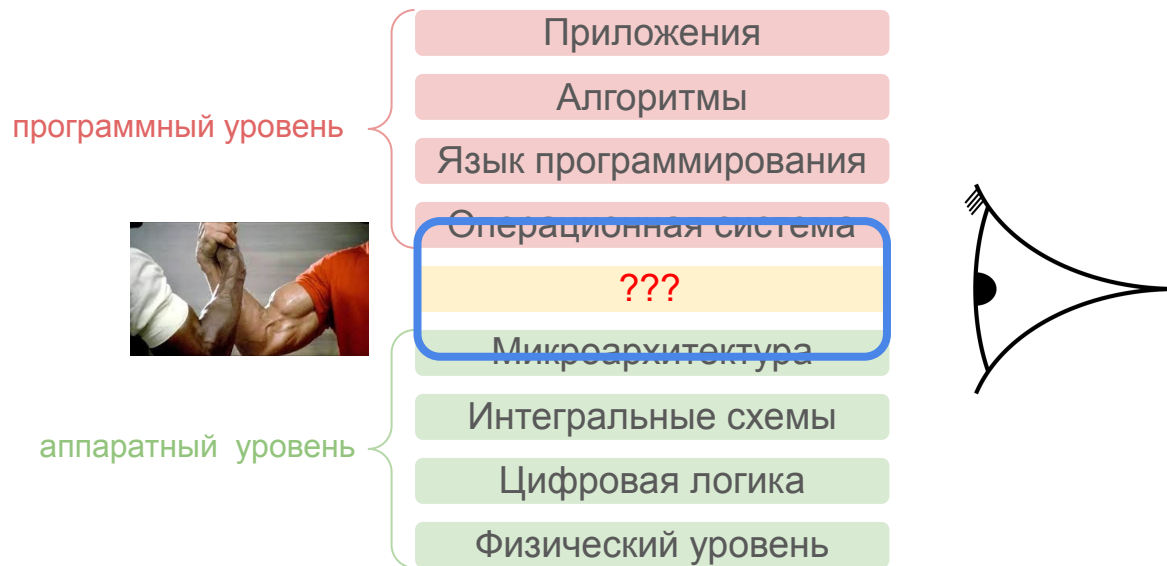 Приложения
Алгоритмы
программный уровень
Язык программирования
Операционная система
???
Микроархитектура
Интегральные схемы
аппаратный уровень
Цифровая логика
Физический уровень